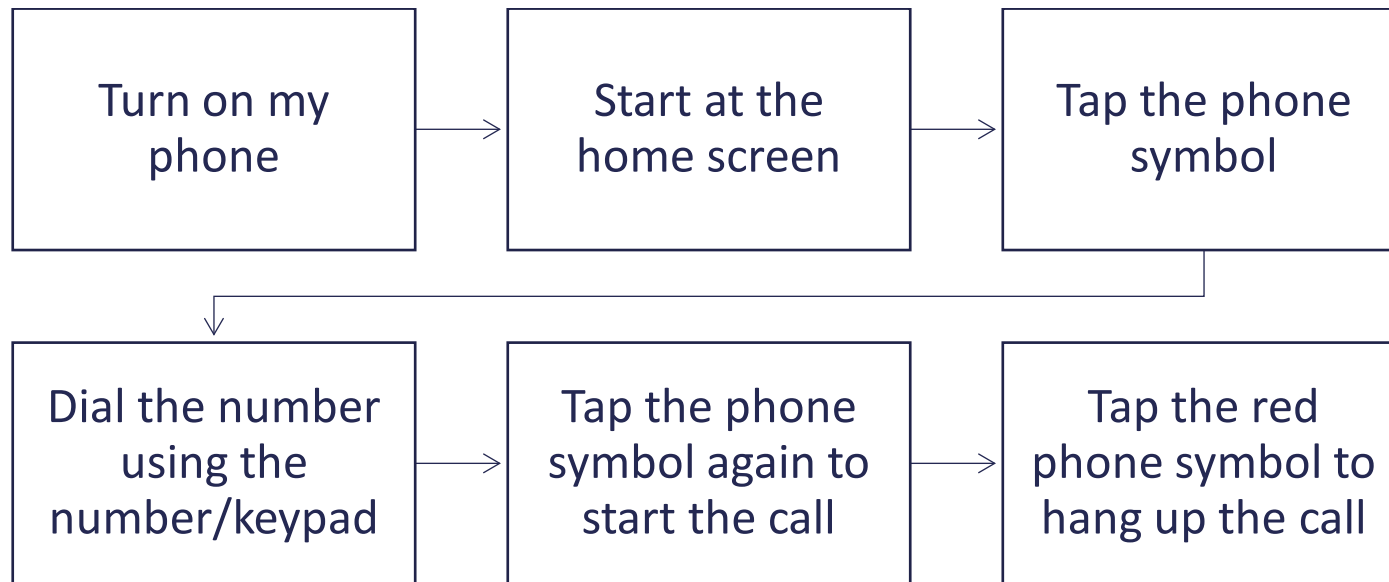 Turn on my
phone
Start at the
home screen
Tap the phone
symbol
Dial the number
using the
number/keypad
Tap the phone
symbol again to
start the call
Tap the red
phone symbol to
hang up the call